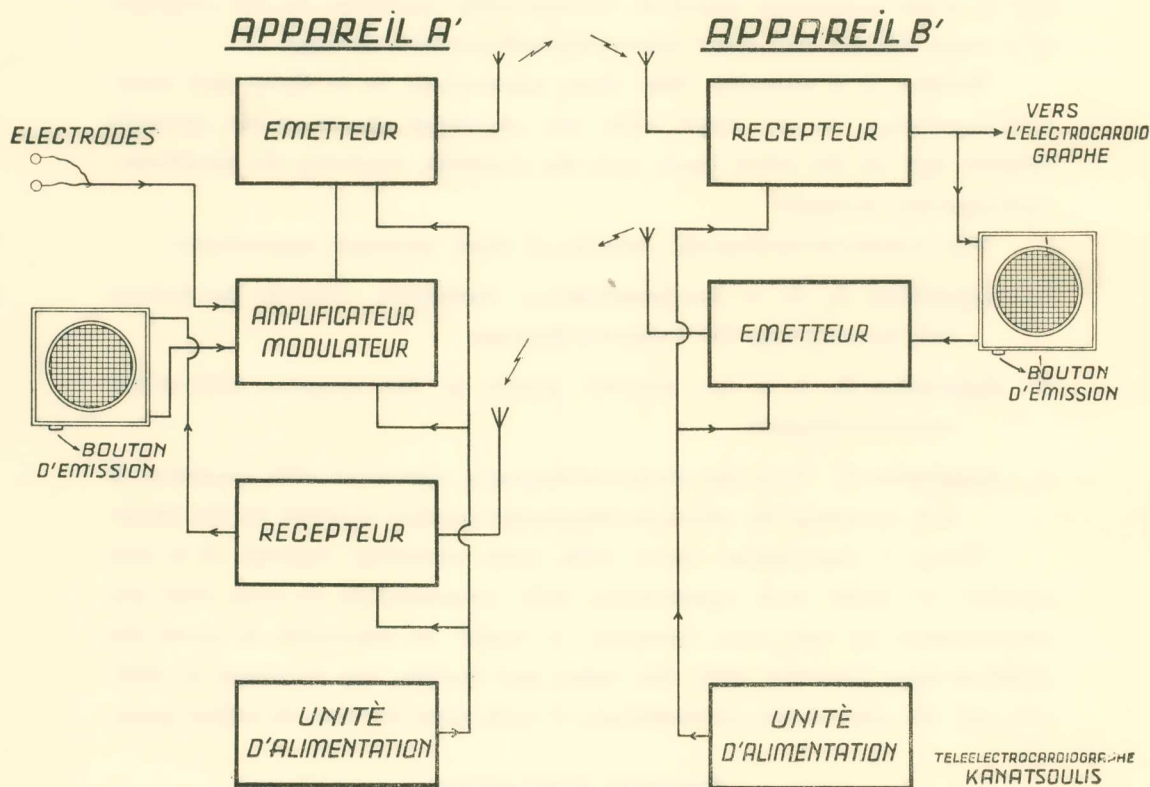 APPAREIL A'
APPAREIL B'
ELECTRODES
EMETTEUR
RECEPTEUR
VERS
L'ELECTROCARDIO
GRAPHE
AMPLIFICATEUR
MODULATEUR
EMETTEUR
BOUTON
D'EMISSION
BOUTON
D'EMISSION
RECEPTEUR
UNITÈ
D'ALIMENTATION
UNITÈ
D'ALIMENTATION
TELEELECTROCARDIOGRAPHE
KANATSOULIS